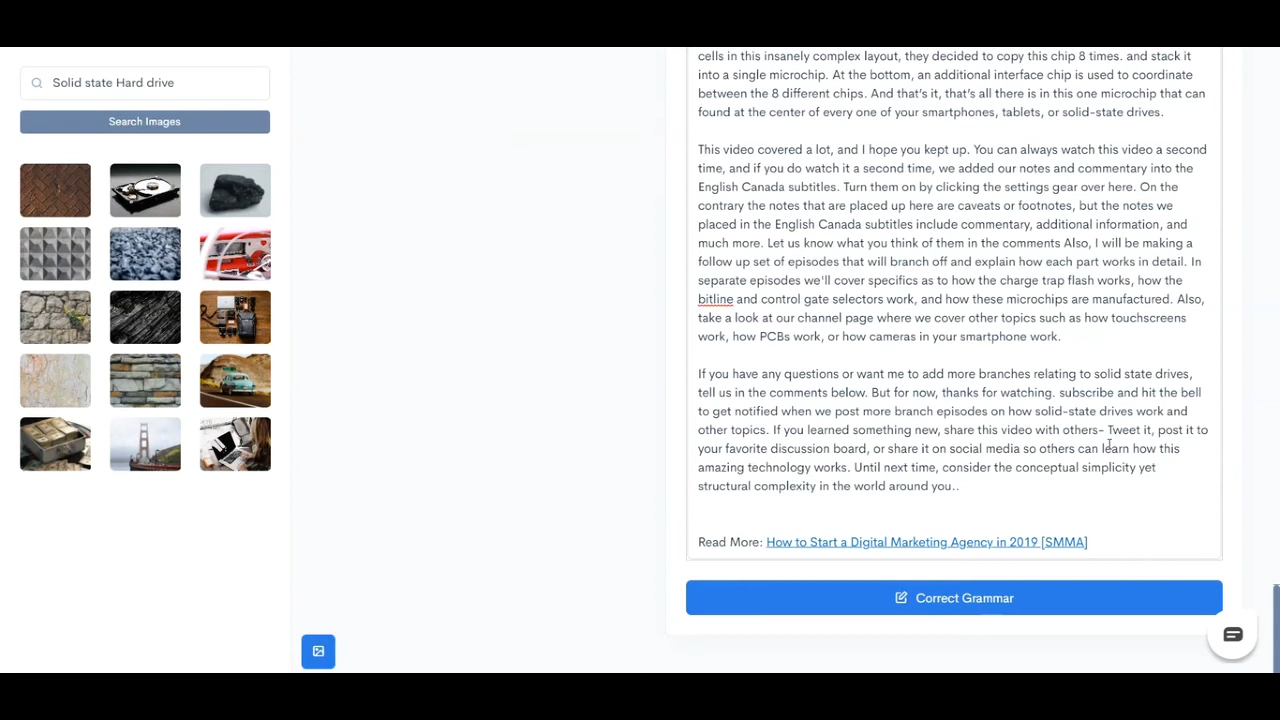 Solid state Hard drive
Search Images
cells in this insanely complex layout, they decided to copy this chip 8 times. and stack it
into a single microchip. At the bottom, an additional interface chip is used to coordinate
between the 8 different chips. And that's it, that's all there is in this one microchip that can
found at the center of every one of your smartphones, tablets, or solid-state drives.
This video covered a lot, and I hope you kept up. You can always watch this video a second
time, and if you do watch it a second time, we added our notes and commentary into the
English Canada subtitles. Turn them on by clicking the settings gear over here. On the
contrary the notes that are placed up here are caveats or footnotes, but the notes we
placed in the English Canada subtitles include commentary, additional information, and
much more. Let us know what you think of them in the comments Also, I will be making a
follow up set of episodes that will branch off and explain how each part works in detail. In
separate episodes we'll cover specifics as to how the charge trap flash works, how the
bitline and control gate selectors work, and how these microchips are manufactured. Also,
take a look at our channel page where we cover other topics such as how touchscreens
work, how PCBs work, or how cameras in your smartphone work.
If you have any questions or want me to add more branches relating to solid state drives,
tell us in the comments below. But for now, thanks for watching. subscribe and hit the bell
to get notified when we post more branch episodes on how solid-state drives work and
other topics. If you learned something new, share this video with others- Tweet it, post it to
your favorite discussion board, or share it on social media so others can learn how this
amazing technology works. Until next time, consider the conceptual simplicity yet
structural complexity in the world around you..
Read More: How to Start a Digital Marketing Agency in 2019 [SMMA]
Correct Grammar